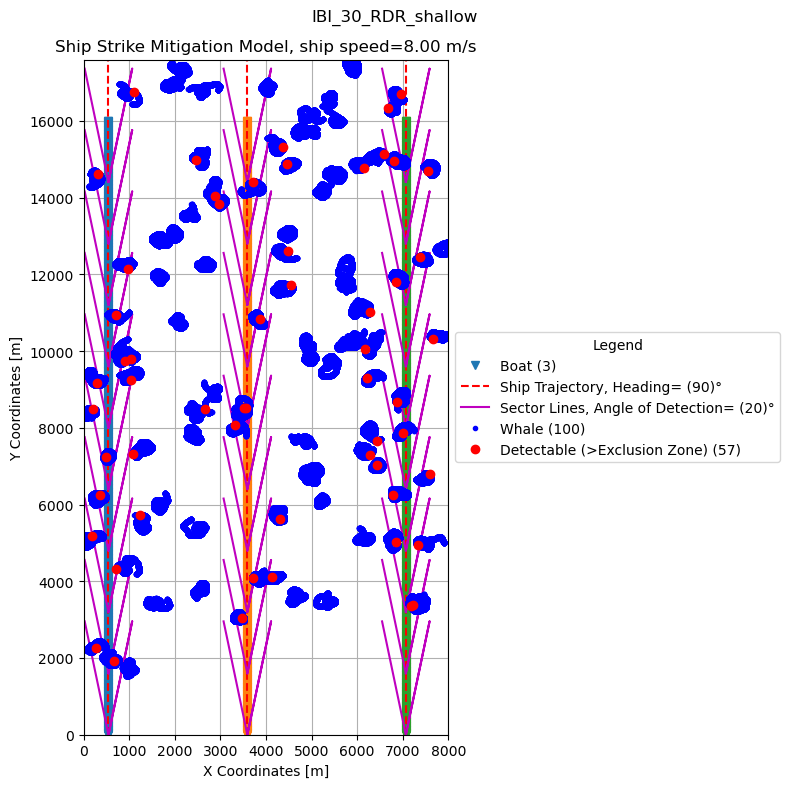 IBI_30_RDR_shallow
Ship Strike Mitigation Model, ship speed=8.00 m/s
16000
14000
12000
10000
8000
6000
4000
2000
0
Y Coordinates [m]
0 1000 2000 3000 4000 5000 6000 7000 8000
X Coordinates [m]
Legend
Boat (3)
Ship Trajectory, Heading= (90)°
Sector Lines, Angle of Detection= (20)°
Whale (100)
Detectable (>Exclusion Zone) (57)